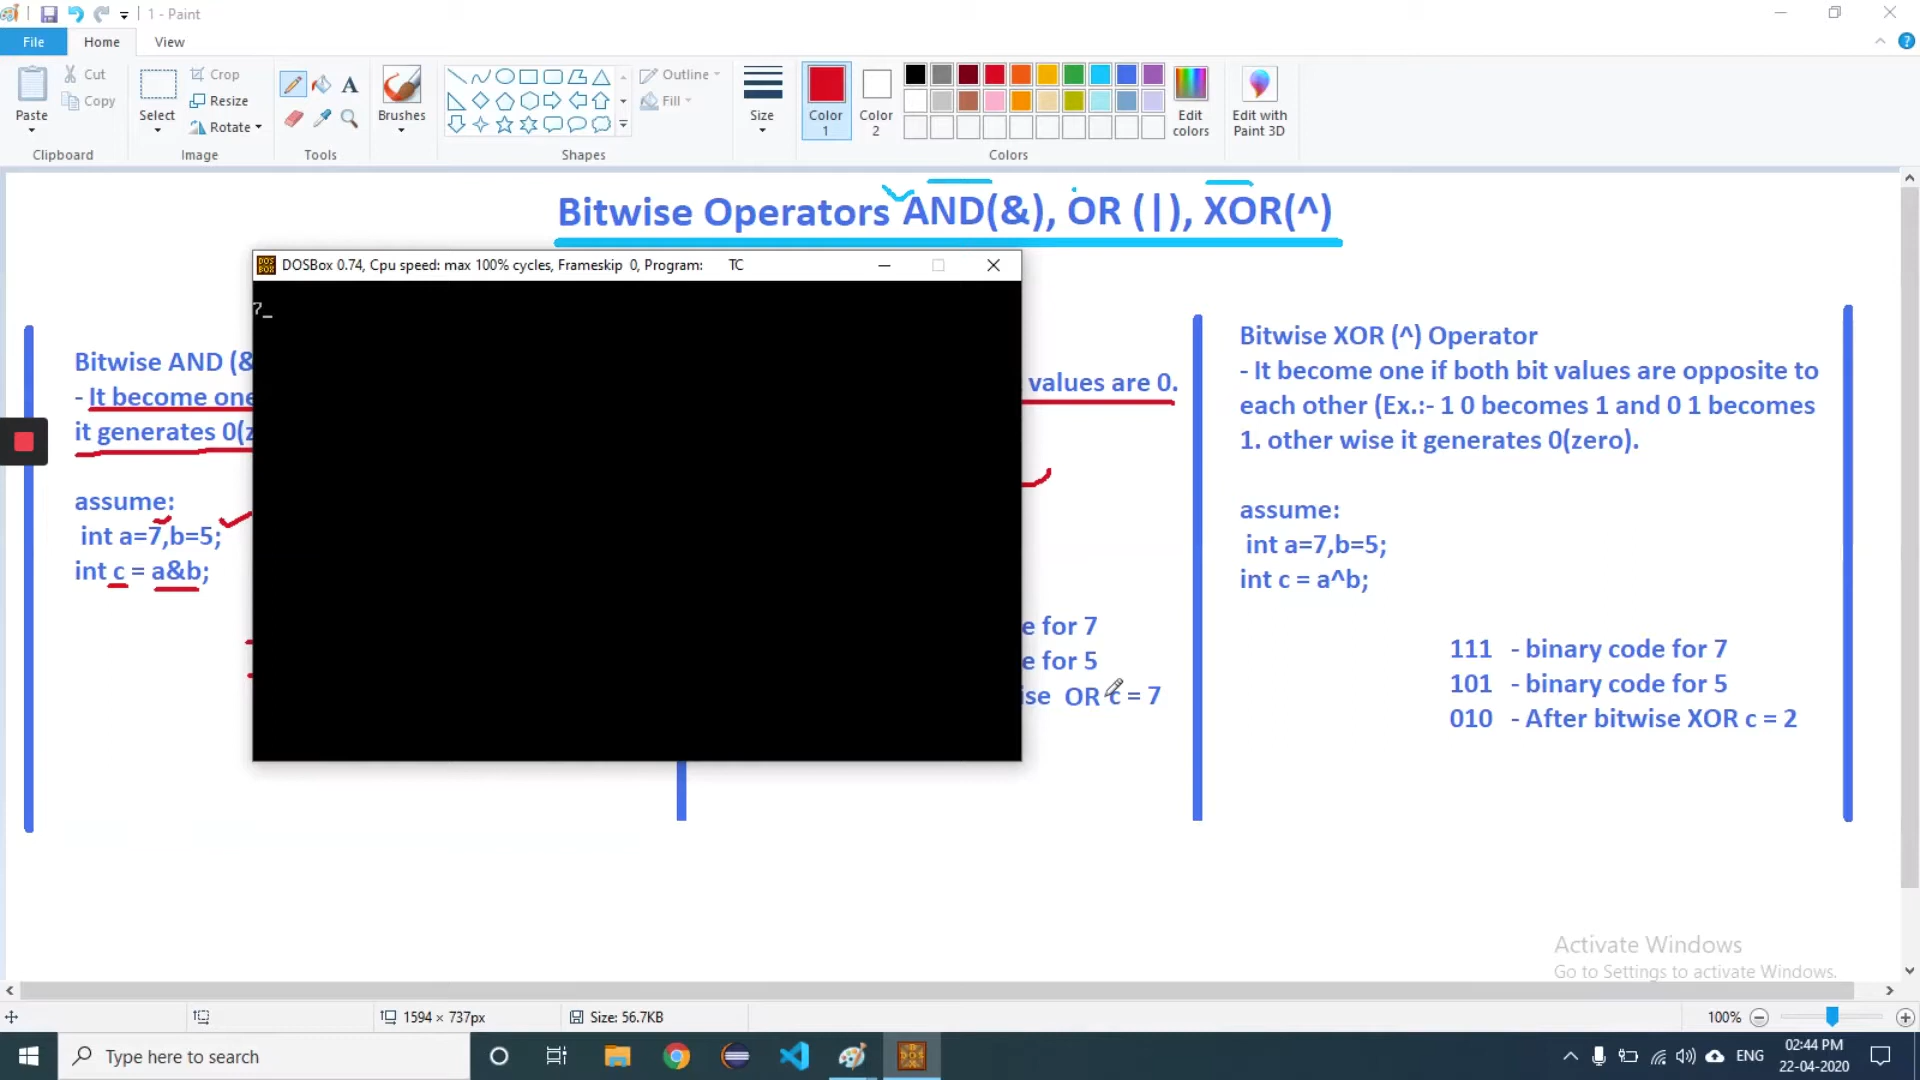 1 - Paint
File
Home
View
Paste
Cut
Copy
Clipboard
Select
Crop
Resize
Rotate
Image
Tools
Brushes
Shapes
Outline
Fill
Size
Color
1
Color
2
Edit
colors
Edit with
Paint 3D
Colors
Bitwise Operators AND(&), OR (|), XOR(^)
DOSBox 0.74, Cpu speed: max 100% cycles, Frameskip 0, Program: TC
7_
Bitwise AND (&
- It become one
it generates 0(z
assume:
int a=7,b=5;
int c = a&b;
values are 0.
e for 7
e for 5
ise OR c = 7
Bitwise XOR (^) Operator
- It become one if both bit values are opposite to
each other (Ex.:- 1 0 becomes 1 and 0 1 becomes
1. other wise it generates 0(zero).
assume:
int a=7,b=5;
int c = a^b;
111 - binary code for 7
101 - binary code for 5
010 - After bitwise XOR c = 2
Activate Windows
Go to Settings to activate Windows.
1594 × 737px
Size: 56.7KB
100%
Type here to search
ENG
02:44 PM
22-04-2020